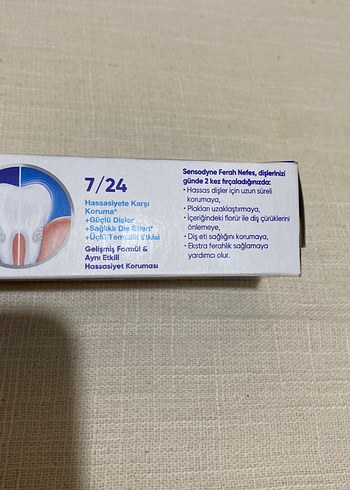 7/24
Hassasiyete Karşı
Koruma*
+Güçlü Dişler
+Sağlıklı Diş Etleri*
+Üçlü Temizlik Etkisi
Gelişmiş Formül &
Aynı Etkili
Hassasiyet Koruması
Sensodyne Ferah Nefes, dişlerinizi
günde 2 kez fırçaladığınızda:
• Hassas dişler için uzun süreli
korumaya,
• Plakları uzaklaştırmaya,
• İçeriğindeki florür ile diş çürüklerini
önlemeye,
• Diş eti sağlığını korumaya,
• Ekstra ferahlık sağlamaya
yardımcı olur.